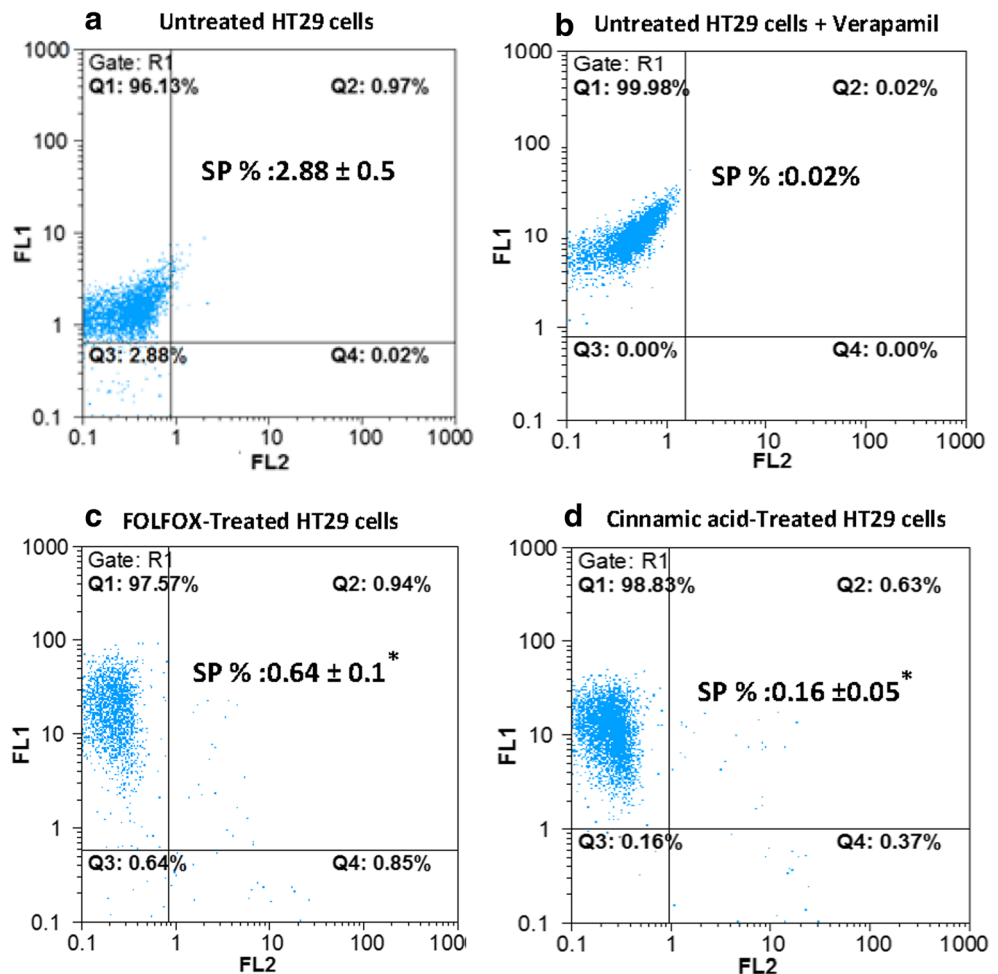 a Untreated HT29 cells
1000
Gate: R1
Q1: 96.13% Q2: 0.97%
100
SP % :2.88 ± 0.5
10
FL1
1
Q3: 2.88% Q4: 0.02%
0.1
0.1 1 10 100 1000
FL2
b Untreated HT29 cells + Verapamil
1000
Gate: R1
Q1: 99.98% Q2: 0.02%
100
SP % :0.02%
10
FL1
1
Q3: 0.00% Q4: 0.00%
0.1
0.1 1 10 100 1000
FL2
c FOLFOX-Treated HT29 cells
1000
Gate: R1
Q1: 97.57% Q2: 0.94%
100
SP % :0.64 ± 0.1*
10
FL1
1
Q3: 0.64% Q4: 0.85%
0.1
0.1 1 10 100 1000
FL2
d Cinnamic acid-Treated HT29 cells
1000
Gate: R1
Q1: 98.83% Q2: 0.63%
100
SP % :0.16 ±0.05*
10
FL1
1
Q3: 0.16% Q4: 0.37%
0.1
0.1 1 10 100 1000
FL2